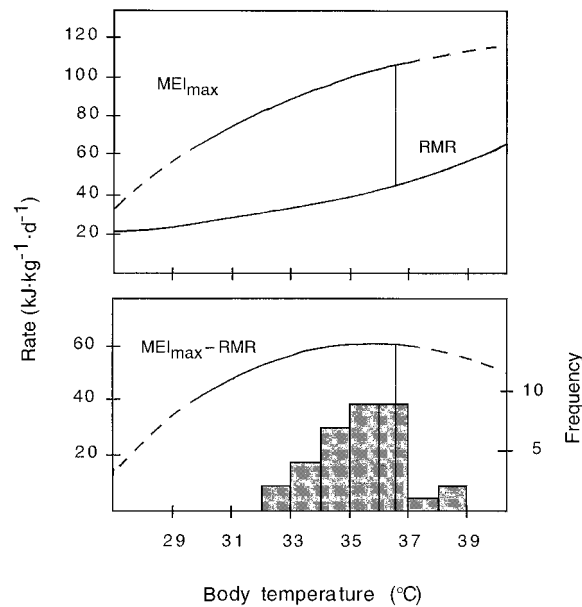 120
100
80
60
40
20
MEImax
RMR
Rate (kJ·kg⁻¹·d⁻¹)
60
40
20
MEImax – RMR
10
5
Frequency
29 31 33 35 37 39
Body temperature (°C)